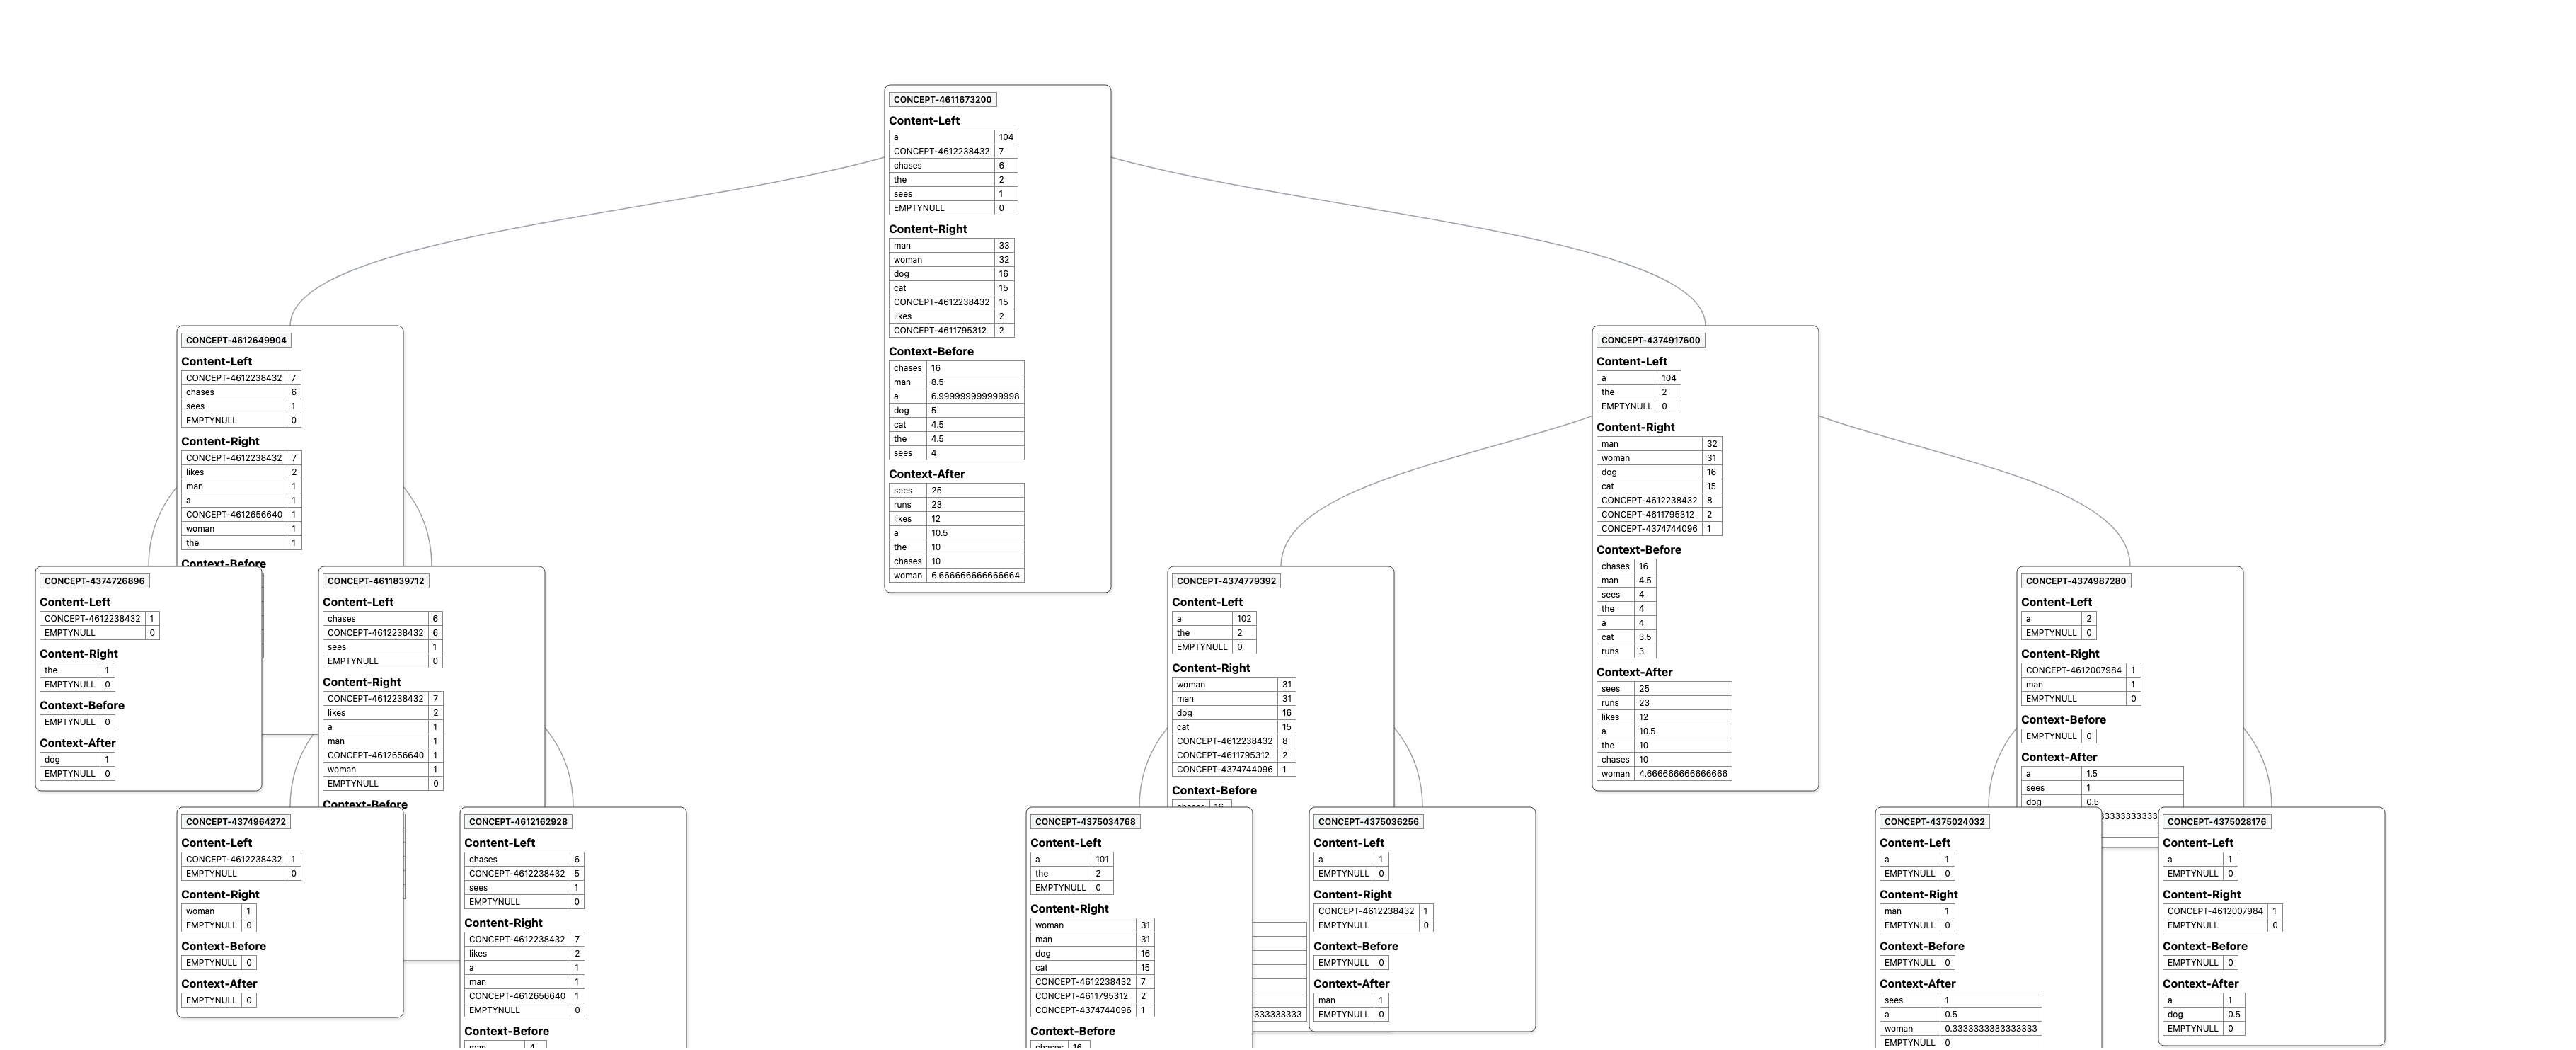 CONCEPT-4611673200
Content-Left
a 104
CONCEPT-4612238432 7
chases 6
the 2
sees 1
EMPTYNULL 0
Content-Right
man 33
woman 32
dog 16
cat 15
CONCEPT-4612238432 15
likes 2
CONCEPT-4611795312 2
Context-Before
chases 16
man 8.5
a 6.999999999999998
dog 5
cat 4.5
the 4.5
sees 4
Context-After
sees 25
runs 23
likes 12
a 10.5
the 10
chases 10
woman 6.666666666666664
CONCEPT-4612649904
Content-Left
CONCEPT-4612238432 7
chases 6
sees 1
EMPTYNULL 0
Content-Right
CONCEPT-4612238432 7
likes 2
man 1
a 1
CONCEPT-4612656640 1
woman 1
the 1
Context-Before
CONCEPT-4374917600
Content-Left
a 104
the 2
EMPTYNULL 0
Content-Right
man 32
woman 31
dog 16
cat 15
CONCEPT-4612238432 8
CONCEPT-4611795312 2
CONCEPT-4374744096 1
Context-Before
chases 16
man 4.5
sees 4
the 4
a 4
cat 3.5
runs 3
Context-After
sees 25
runs 23
likes 12
a 10.5
the 10
chases 10
woman 4.666666666666666
CONCEPT-4374726896
Content-Left
CONCEPT-4612238432 1
EMPTYNULL 0
Content-Right
the 1
EMPTYNULL 0
Context-Before
EMPTYNULL 0
Context-After
dog 1
EMPTYNULL 0
CONCEPT-4611839712
Content-Left
chases 6
CONCEPT-4612238432 6
sees 1
EMPTYNULL 0
Content-Right
CONCEPT-4612238432 7
likes 2
a 1
man 1
CONCEPT-4612656640 1
woman 1
EMPTYNULL 0
Context-Before
CONCEPT-4374779392
Content-Left
a 102
the 2
EMPTYNULL 0
Content-Right
woman 31
man 31
dog 16
cat 15
CONCEPT-4612238432 8
CONCEPT-4611795312 2
CONCEPT-4374744096 1
Context-Before
chases 16
CONCEPT-4374987280
Content-Left
a 2
EMPTYNULL 0
Content-Right
CONCEPT-4612007984 1
man 1
EMPTYNULL 0
Context-Before
EMPTYNULL 0
Context-After
a 1.5
sees 1
dog 0.5
CONCEPT-4374964272
Content-Left
CONCEPT-4612238432 1
EMPTYNULL 0
Content-Right
woman 1
EMPTYNULL 0
Context-Before
EMPTYNULL 0
Context-After
EMPTYNULL 0
CONCEPT-4612162928
Content-Left
chases 6
CONCEPT-4612238432 5
sees 1
EMPTYNULL 0
Content-Right
CONCEPT-4612238432 7
likes 2
a 1
man 1
CONCEPT-4612656640 1
EMPTYNULL 0
Context-Before
man 4
CONCEPT-4375034768
Content-Left
a 101
the 2
EMPTYNULL 0
Content-Right
woman 31
man 31
dog 16
cat 15
CONCEPT-4612238432 7
CONCEPT-4611795312 2
CONCEPT-4374744096 1
Context-Before
chases 16
CONCEPT-4375036256
Content-Left
a 1
EMPTYNULL 0
Content-Right
CONCEPT-4612238432 1
EMPTYNULL 0
Context-Before
EMPTYNULL 0
Context-After
man 1
EMPTYNULL 0
CONCEPT-4375024032
Content-Left
a 1
EMPTYNULL 0
Content-Right
man 1
EMPTYNULL 0
Context-Before
EMPTYNULL 0
Context-After
sees 1
a 0.5
woman 0.3333333333333333
EMPTYNULL 0
CONCEPT-4375028176
Content-Left
a 1
EMPTYNULL 0
Content-Right
CONCEPT-4612007984 1
EMPTYNULL 0
Context-Before
EMPTYNULL 0
Context-After
a 1
dog 0.5
EMPTYNULL 0